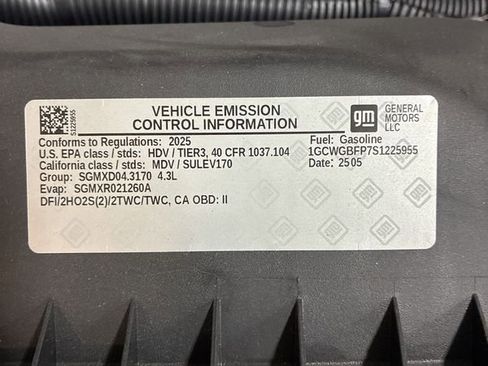 S1225955
VEHICLE EMISSION
CONTROL INFORMATION
gm
GENERAL
MOTORS
LLC
Conforms to Regulations: 2025
Fuel: Gasoline
U.S. EPA class / stds: HDV / TIER3, 40 CFR 1037.104
1GCWGBFP7S1225955
California class / stds: MDV / SULEV170
Date: 2505
Group: SGMXD04.3170 4.3L
Evap: SGMXR021260A
DFI/2HO2S(2)/2TWC/TWC, CA OBD: II